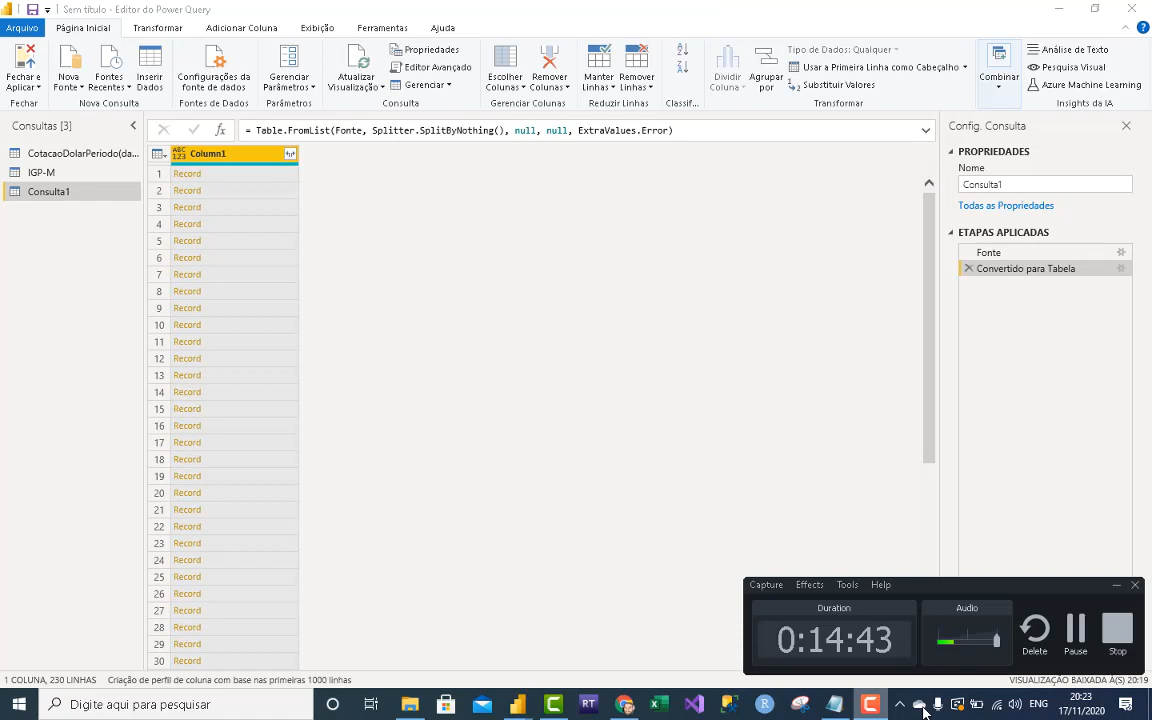 Sem título - Editor do Power Query
Arquivo Página Inicial Transformar Adicionar Coluna Exibição Ferramentas Ajuda
Fechar e Aplicar
Fechar
Nova Fonte
Fontes Recentes
Inserir Dados
Nova Consulta
Configurações da fonte de dados
Fontes de Dados
Gerenciar Parâmetros
Parâmetros
Atualizar Visualização
Propriedades
Editor Avançado
Gerenciar
Consulta
Escolher Colunas
Remover Colunas
Gerenciar Colunas
Manter Linhas
Remover Linhas
Reduzir Linhas
Classif...
Dividir Coluna
Agrupar por
Tipo de Dados: Qualquer
Usar a Primeira Linha como Cabeçalho
Substituir Valores
Transformar
Combinar
Análise de Texto
Pesquisa Visual
Azure Machine Learning
Insights da IA
Consultas [3]
CotacaoDolarPeriodo(da...
IGP-M
Consulta1
= Table.FromList(Fonte, Splitter.SplitByNothing(), null, null, ExtraValues.Error)
ABC 123 Column1
1 Record
2 Record
3 Record
4 Record
5 Record
6 Record
7 Record
8 Record
9 Record
10 Record
11 Record
12 Record
13 Record
14 Record
15 Record
16 Record
17 Record
18 Record
19 Record
20 Record
21 Record
22 Record
23 Record
24 Record
25 Record
26 Record
27 Record
28 Record
29 Record
30 Record
Config. Consulta
PROPRIEDADES
Nome
Consulta1
Todas as Propriedades
ETAPAS APLICADAS
Fonte
Convertido para Tabela
Capture Effects Tools Help
Duration
0:14:43
Audio
Delete
Pause
Stop
1 COLUNA, 230 LINHAS Criação de perfil de coluna com base nas primeiras 1000 linhas
VISUALIZAÇÃO BAIXADA À(S) 20:19
Digite aqui para pesquisar
RT
R
ENG
20:23
17/11/2020